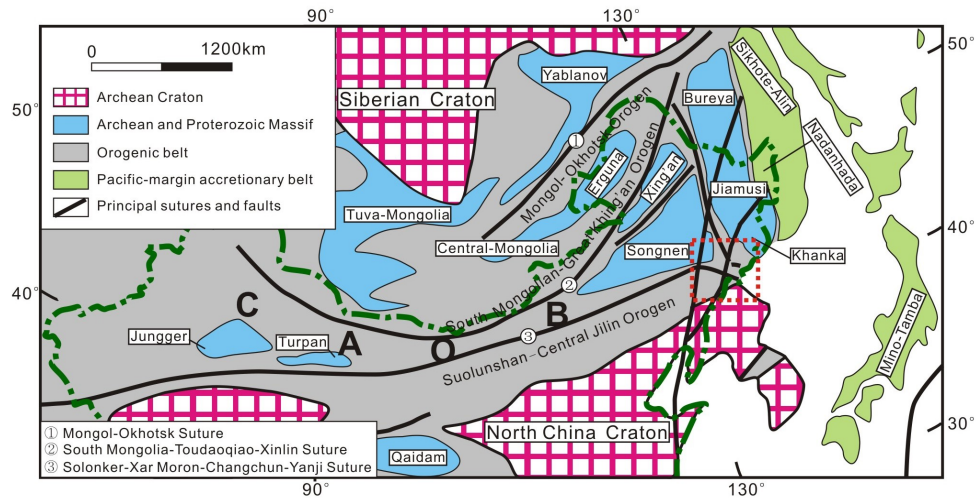 90°
130°
0
1200km
50°
50°
Archean Craton
Archean and Proterozoic Massif
Orogenic belt
Pacific-margin accretionary belt
Principal sutures and faults
Siberian Craton
Yablanov
Bureya
Sikhote-Alin
Nadanhada
①
Mongol-Okhotsk Orogen
Erguna
Xing'an
Jiamusi
Tuva-Mongolia
Central-Mongolia
South Mongolian-Great Khing'an Orogen
Songnen
Khanka
40°
40°
②
C
A
O
B
③
Jungger
Turpan
Suolunshan-Central Jilin Orogen
Mino-Tamba
North China Craton
Qaidam
30°
① Mongol-Okhotsk Suture
② South Mongolia-Toudaoqiao-Xinlin Suture
③ Solonker-Xar Moron-Changchun-Yanji Suture
90°
130°